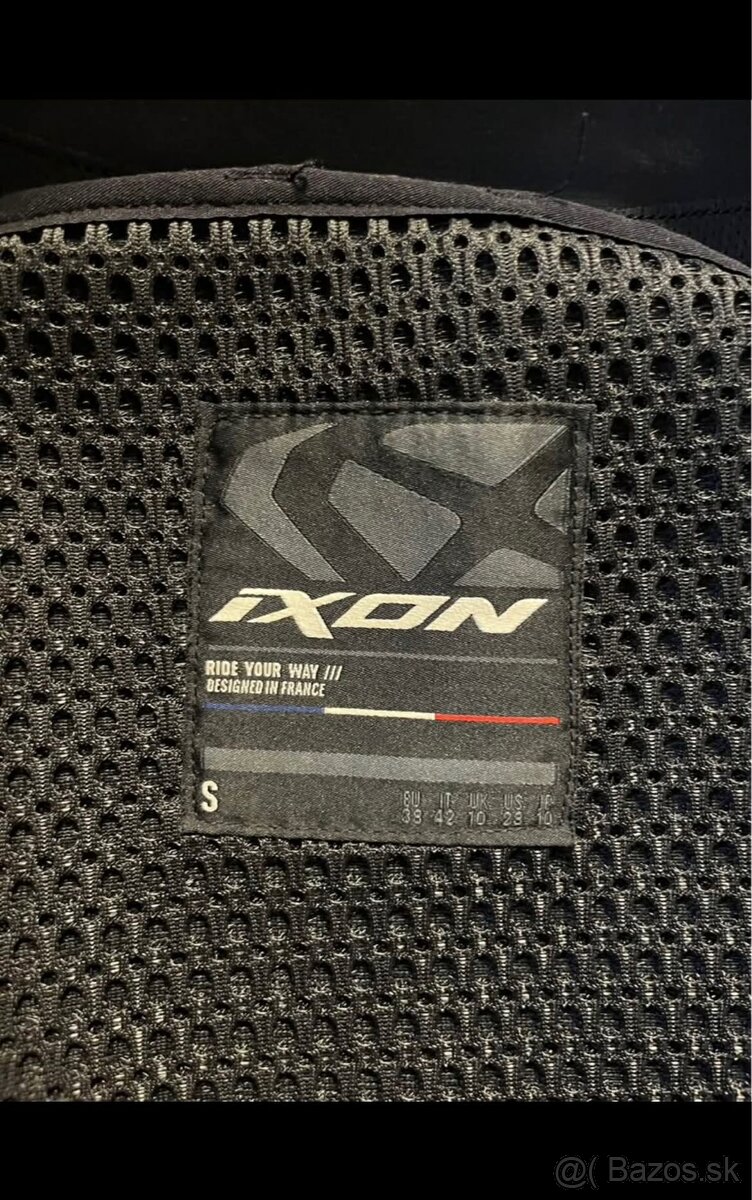 IXON
RIDE YOUR WAY ///
DESIGNED IN FRANCE
S
EU IT UK US JP
38 42 10 28 10
@( Bazos.sk